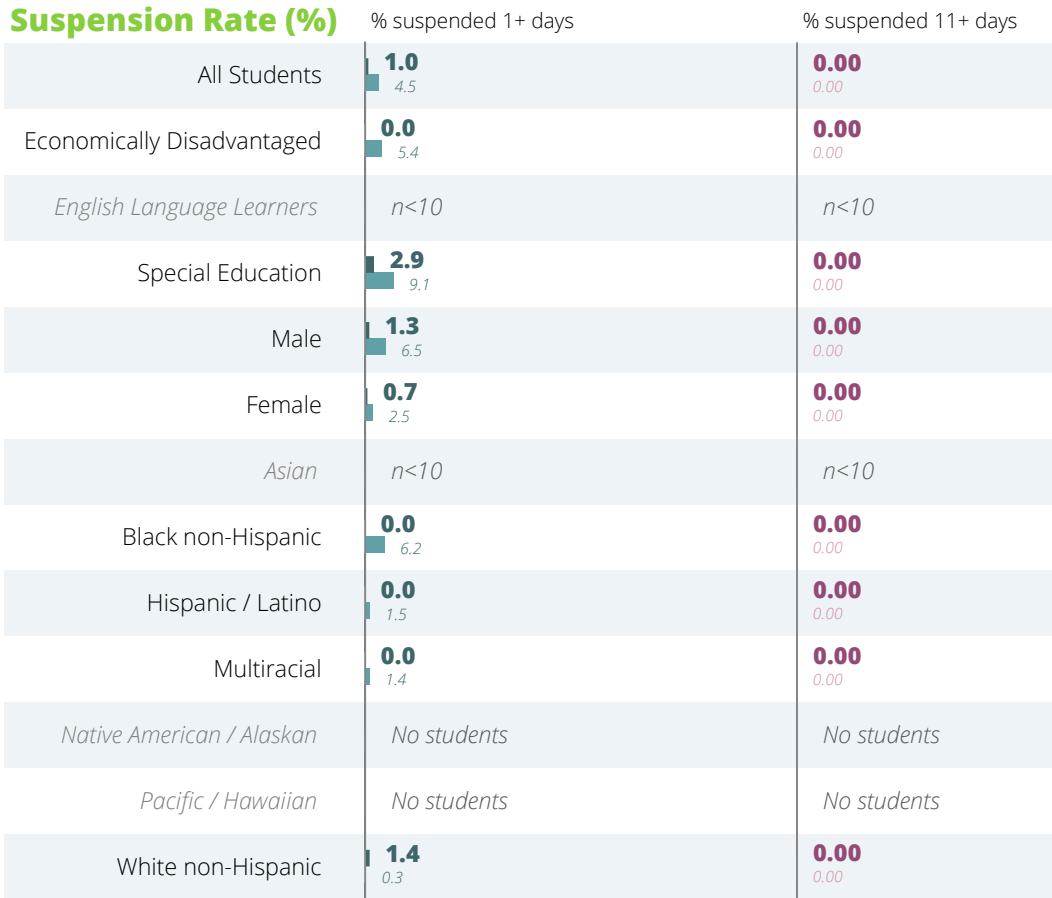 Suspension Rate (%) % suspended 1+ days % suspended 11+ days
All Students 1.0 0.00
4.5 0.00
Economically Disadvantaged 0.0 0.00
5.4 0.00
English Language Learners n<10 n<10
Special Education 2.9 0.00
9.1 0.00
Male 1.3 0.00
6.5 0.00
Female 0.7 0.00
2.5 0.00
Asian n<10 n<10
Black non-Hispanic 0.0 0.00
6.2 0.00
Hispanic / Latino 0.0 0.00
1.5 0.00
Multiracial 0.0 0.00
1.4 0.00
Native American / Alaskan No students No students
Pacific / Hawaiian No students No students
White non-Hispanic 1.4 0.00
0.3 0.00